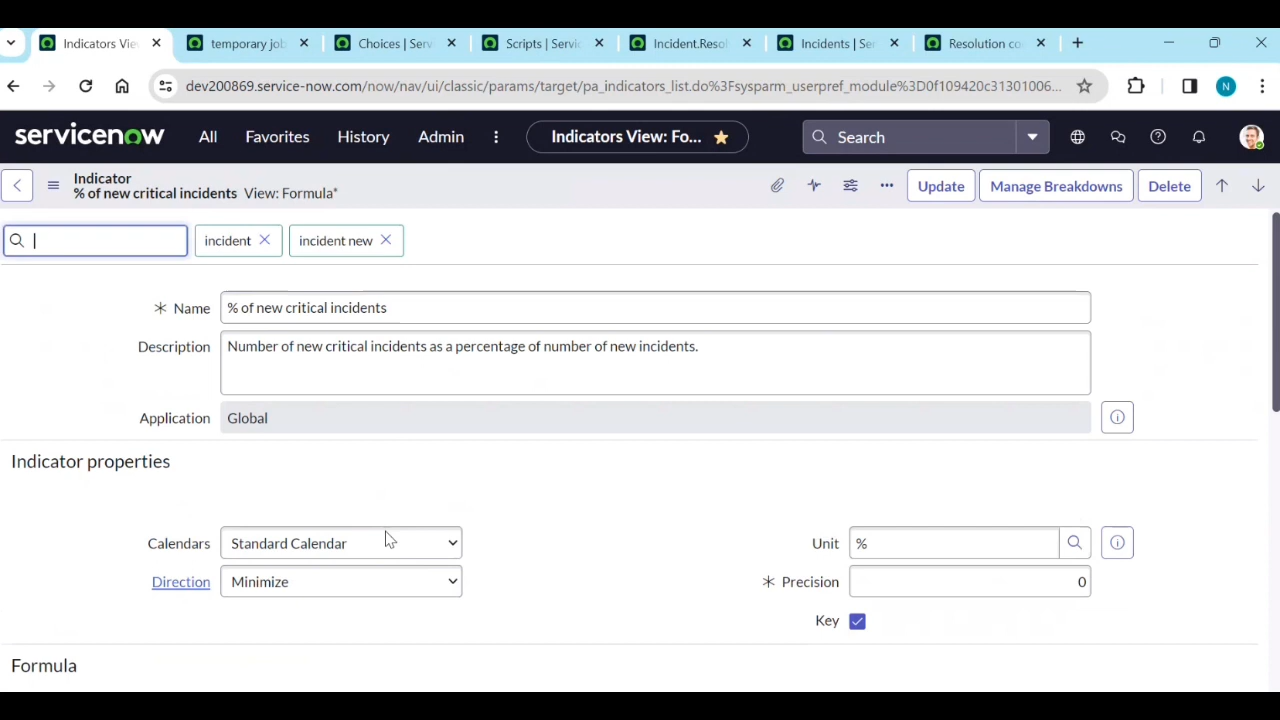 Indicators Vie
temporary job
Choices | Serv
Scripts | Servic
Incident.Resol
Incidents | Se
Resolution co
dev200869.service-now.com/now/nav/ui/classic/params/target/pa_indicators_list.do%3Fsysparm_userpref_module%3D0f109420c31301006...
N
servicenow
All
Favorites
History
Admin
Indicators View: Fo...
Search
Indicator
% of new critical incidents View: Formula*
Update
Manage Breakdowns
Delete
incident
incident new
Name
% of new critical incidents
Description
Number of new critical incidents as a percentage of number of new incidents.
Application
Global
Indicator properties
Calendars
Standard Calendar
Unit
%
Direction
Minimize
Precision
0
Key
Formula